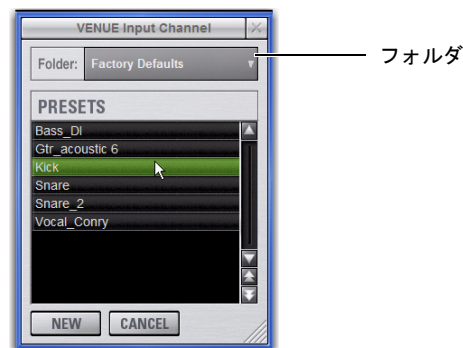 VENUE Input Channel
Folder: Factory Defaults
フォルダ
PRESETS
Bass_DI
Gtr_acoustic 6
Kick
Snare
Snare_2
Vocal_Conry
NEW CANCEL